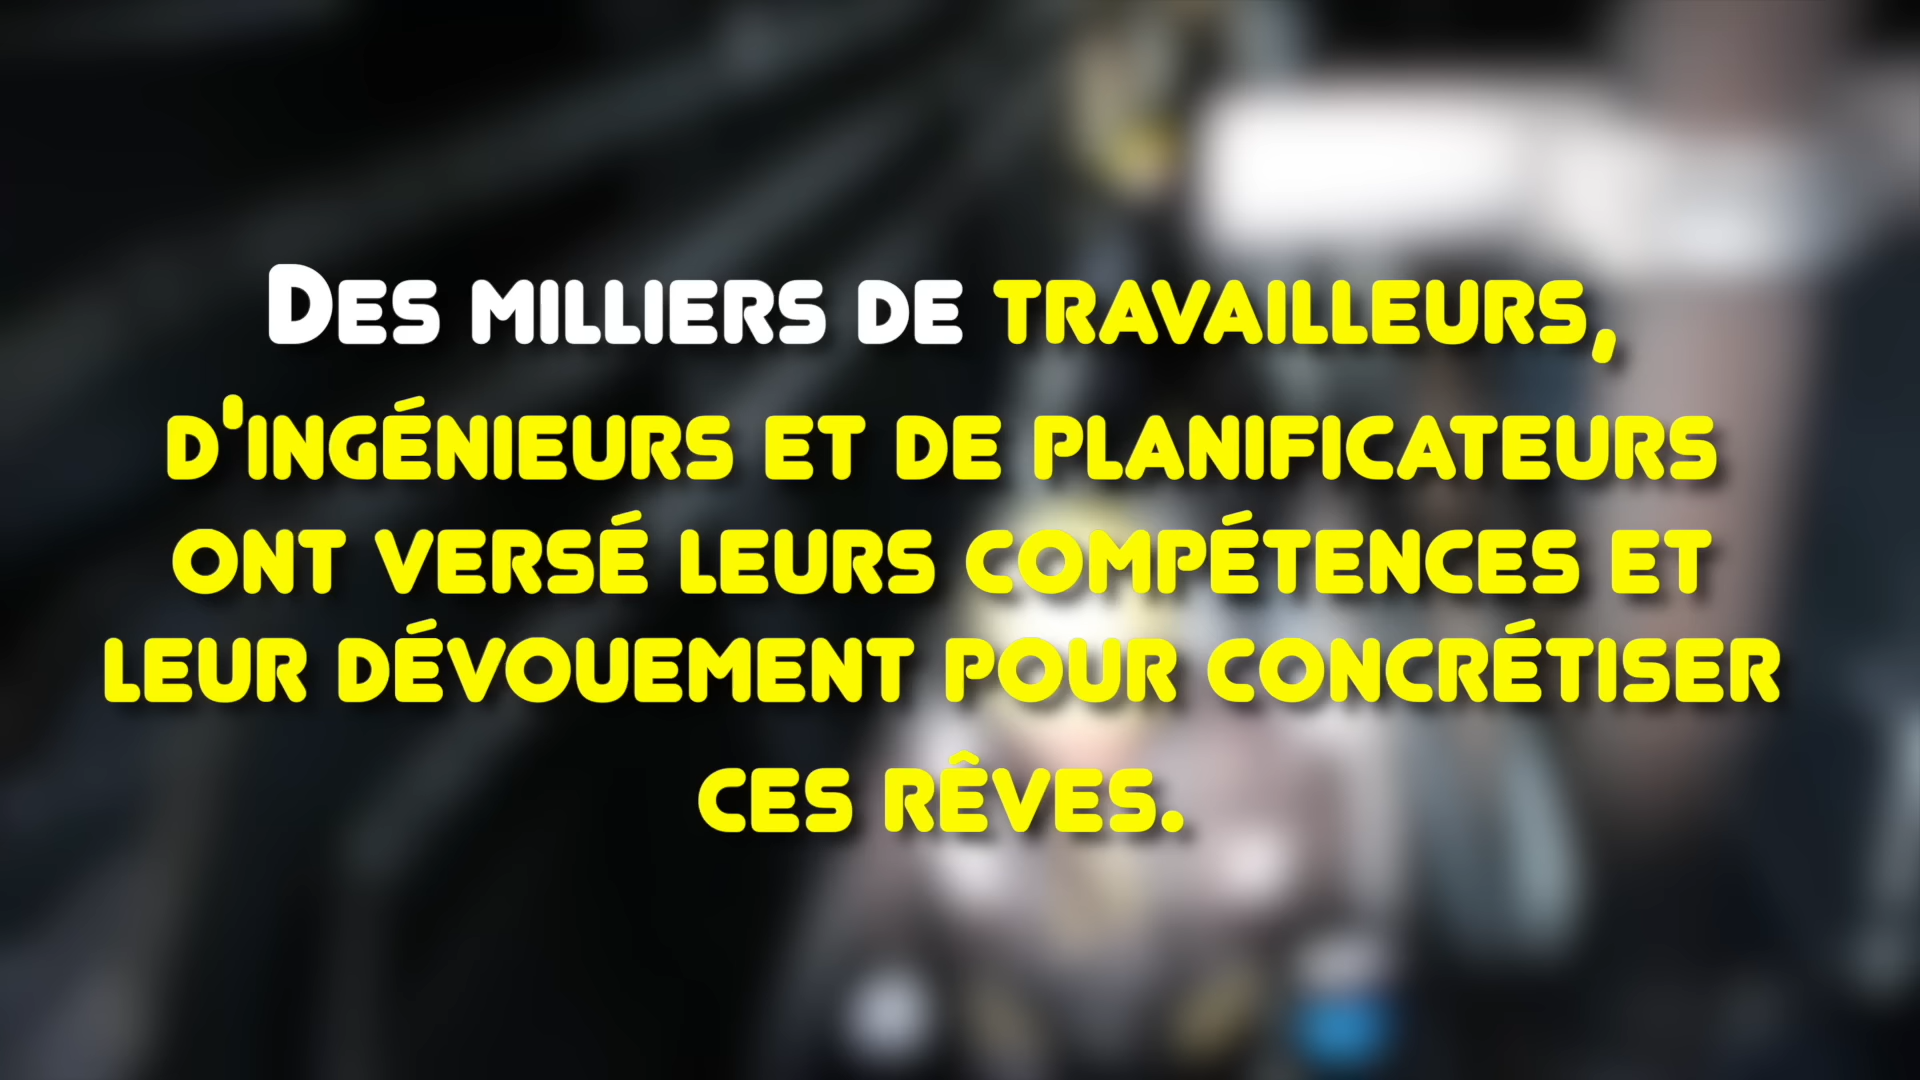 Des milliers de travailleurs,
d'ingénieurs et de planificateurs
ont versé leurs compétences et
leur dévouement pour concrétiser
ces rêves.